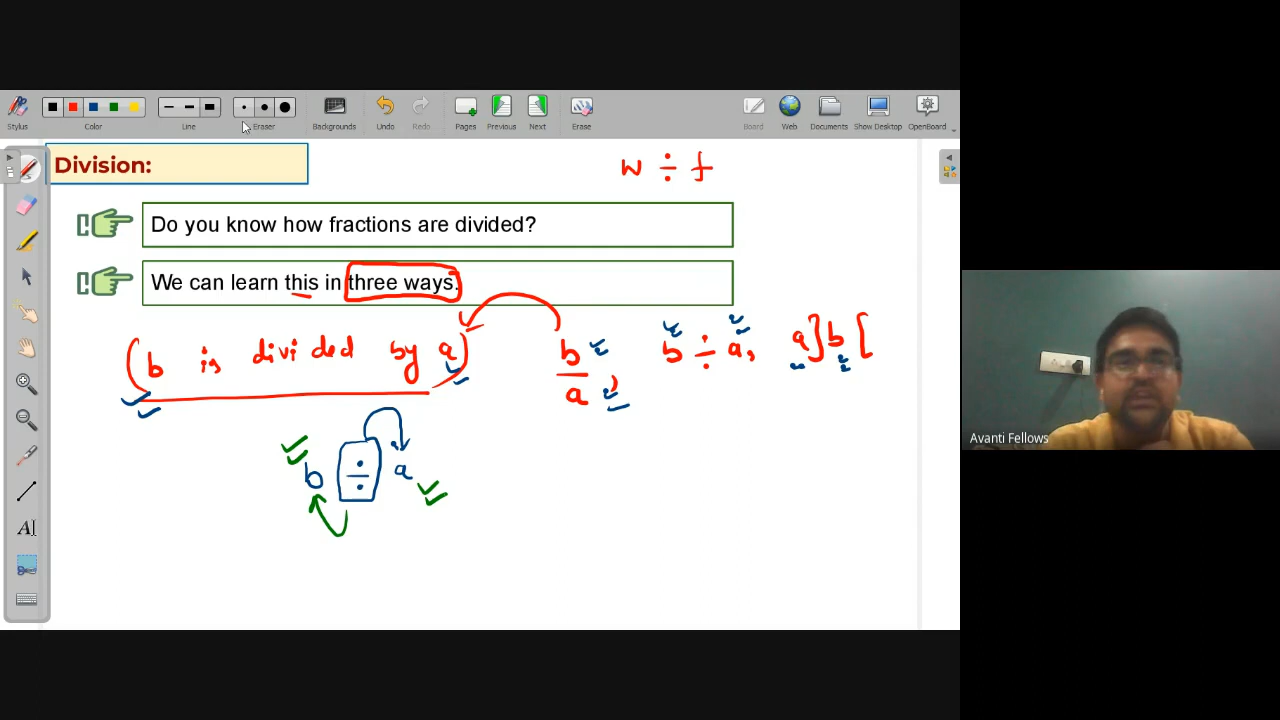 Stylus Color Line Eraser Backgrounds Undo Redo Pages Previous Next Erase Board Web Documents Show Desktop OpenBoard
Division:
w ÷ f
Do you know how fractions are divided?
We can learn this in three ways.
(b is divided by a) b/a b ÷ a, a)b(
b ÷ a
Avanti Fellows